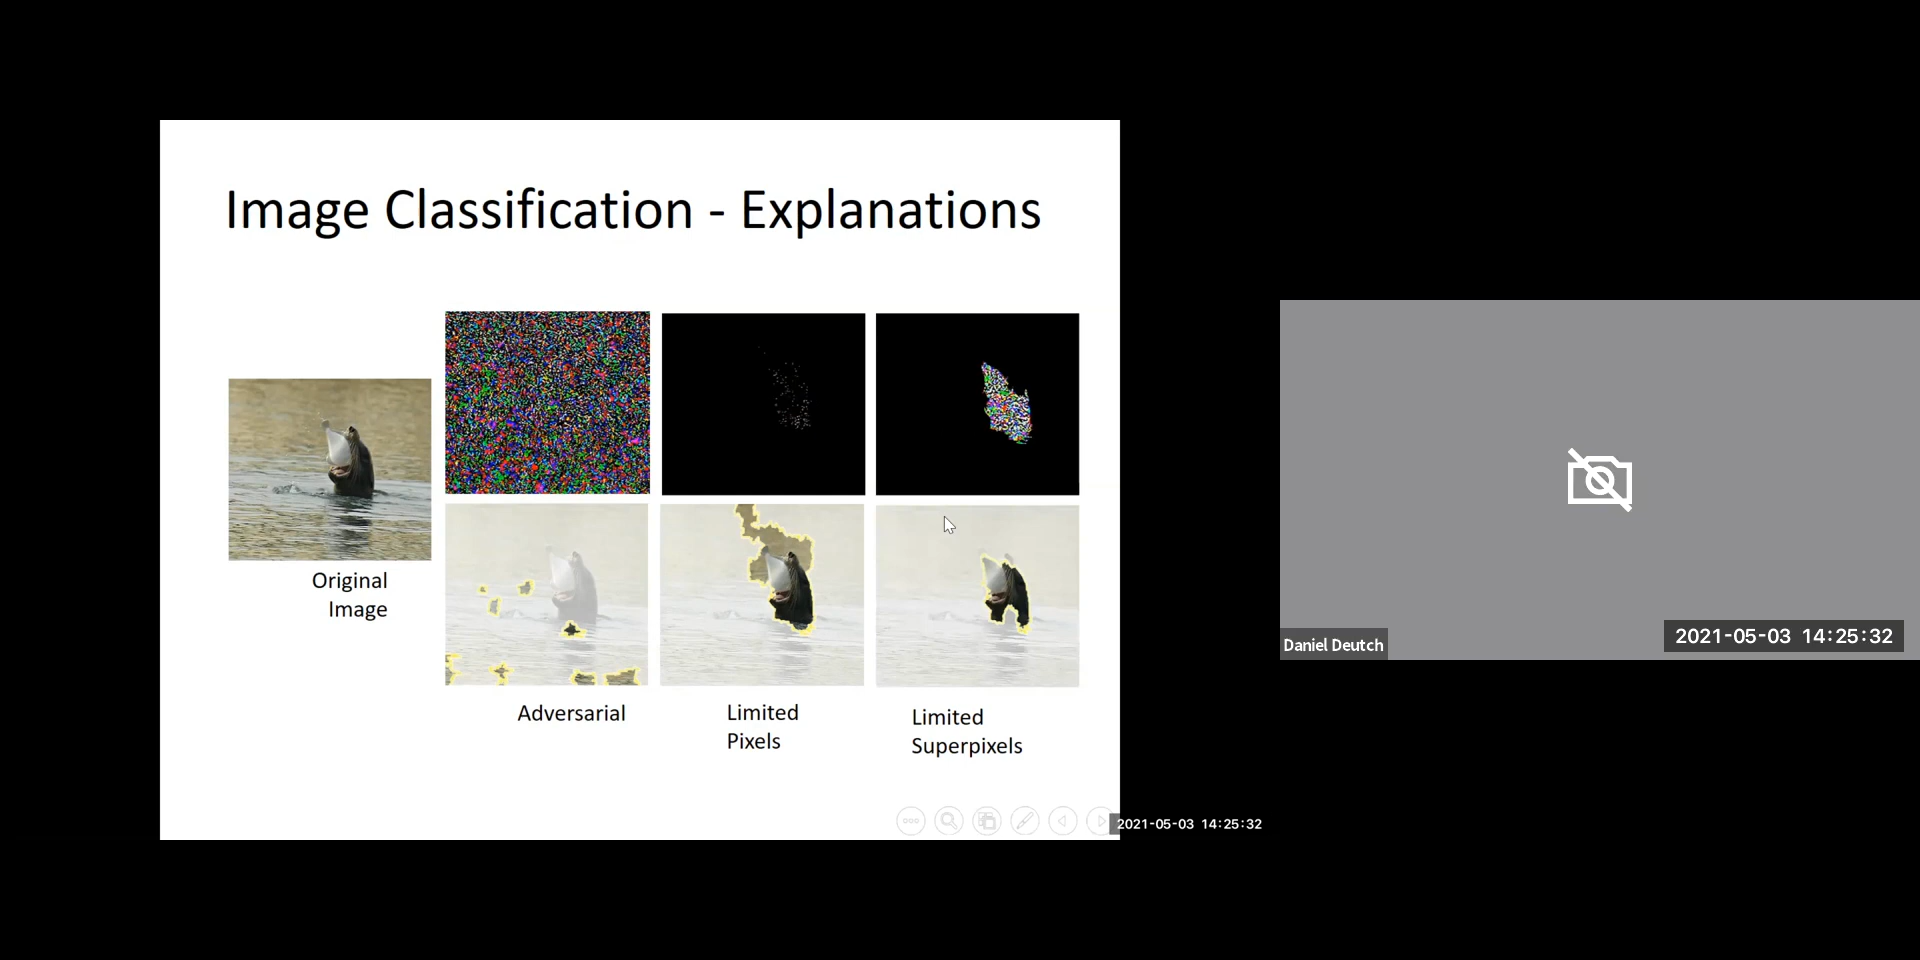 Image Classification - Explanations
Original
Image
Adversarial
Limited
Pixels
Limited
Superpixels
2021-05-03 14:25:32
Daniel Deutch
2021-05-03 14:25:32